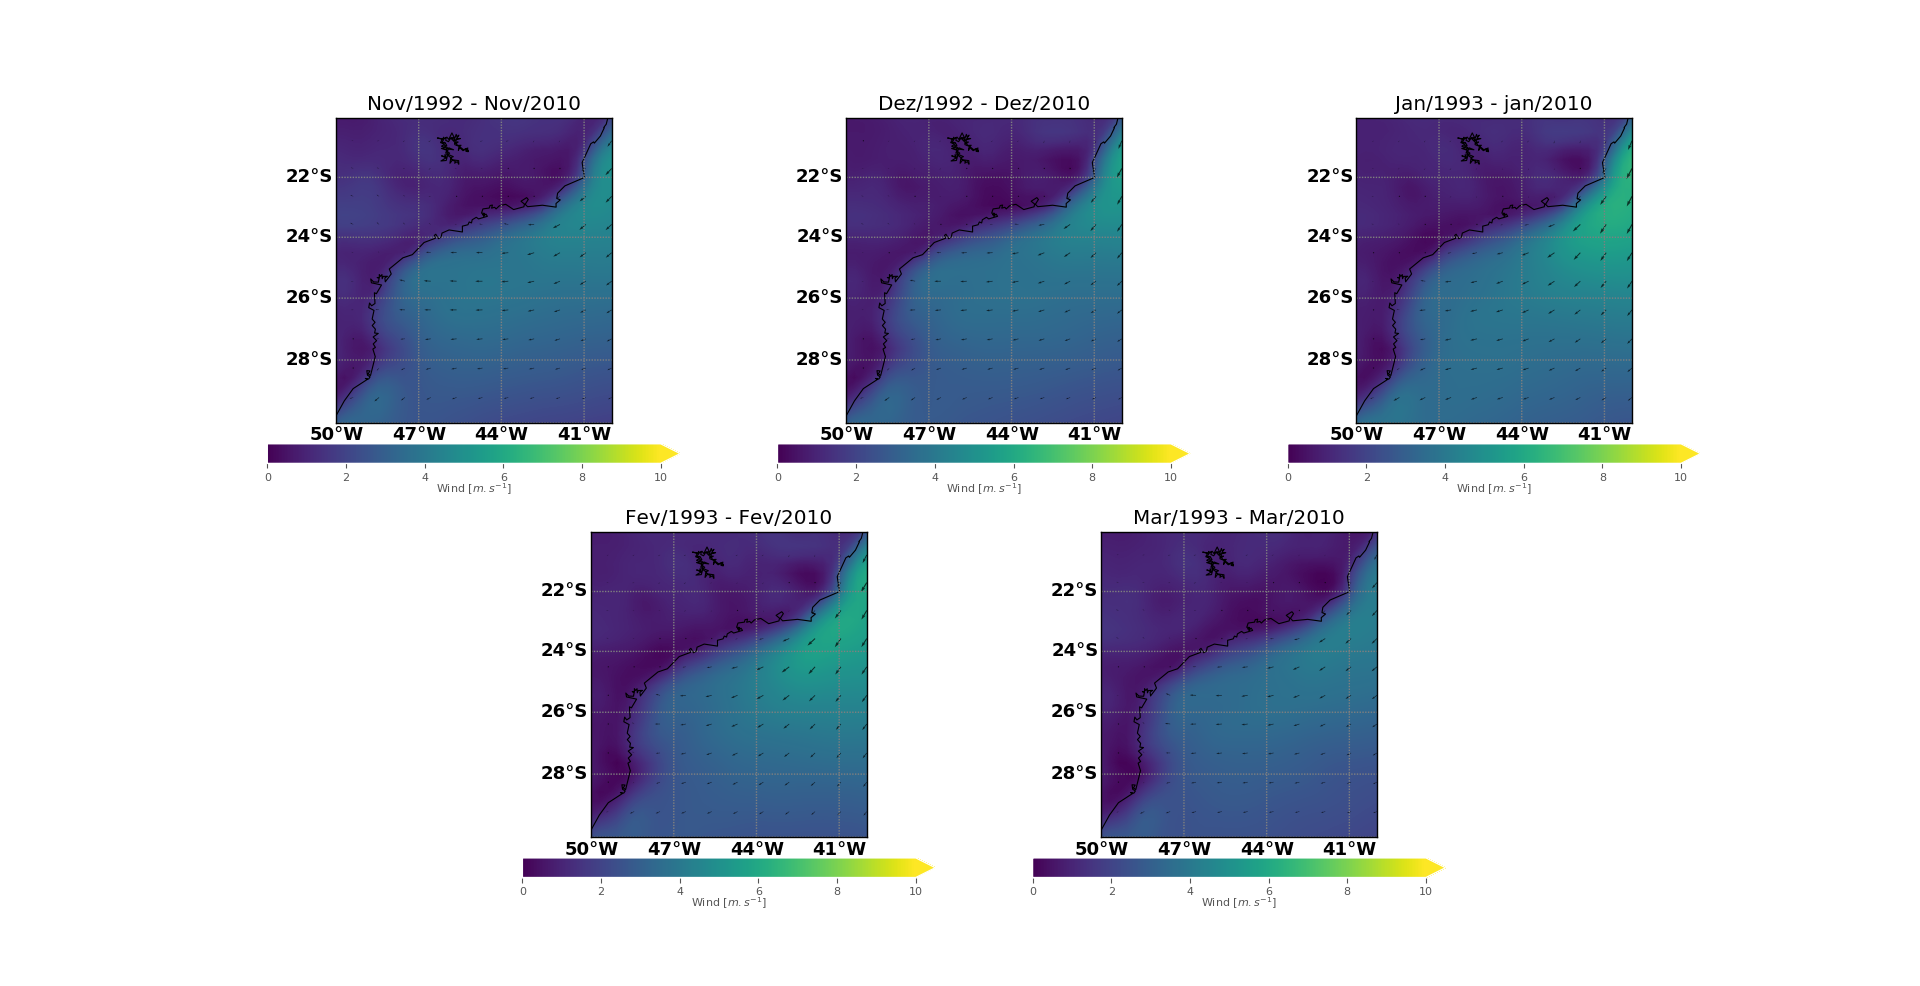 Nov/1992 - Nov/2010
Dez/1992 - Dez/2010
Jan/1993 - jan/2010
22°S
24°S
26°S
28°S
50°W 47°W 44°W 41°W
0 2 4 6 8 10
Wind [m.s⁻¹]
22°S
24°S
26°S
28°S
50°W 47°W 44°W 41°W
0 2 4 6 8 10
Wind [m.s⁻¹]
22°S
24°S
26°S
28°S
50°W 47°W 44°W 41°W
0 2 4 6 8 10
Wind [m.s⁻¹]
Fev/1993 - Fev/2010
Mar/1993 - Mar/2010
22°S
24°S
26°S
28°S
50°W 47°W 44°W 41°W
0 2 4 6 8 10
Wind [m.s⁻¹]
22°S
24°S
26°S
28°S
50°W 47°W 44°W 41°W
0 2 4 6 8 10
Wind [m.s⁻¹]